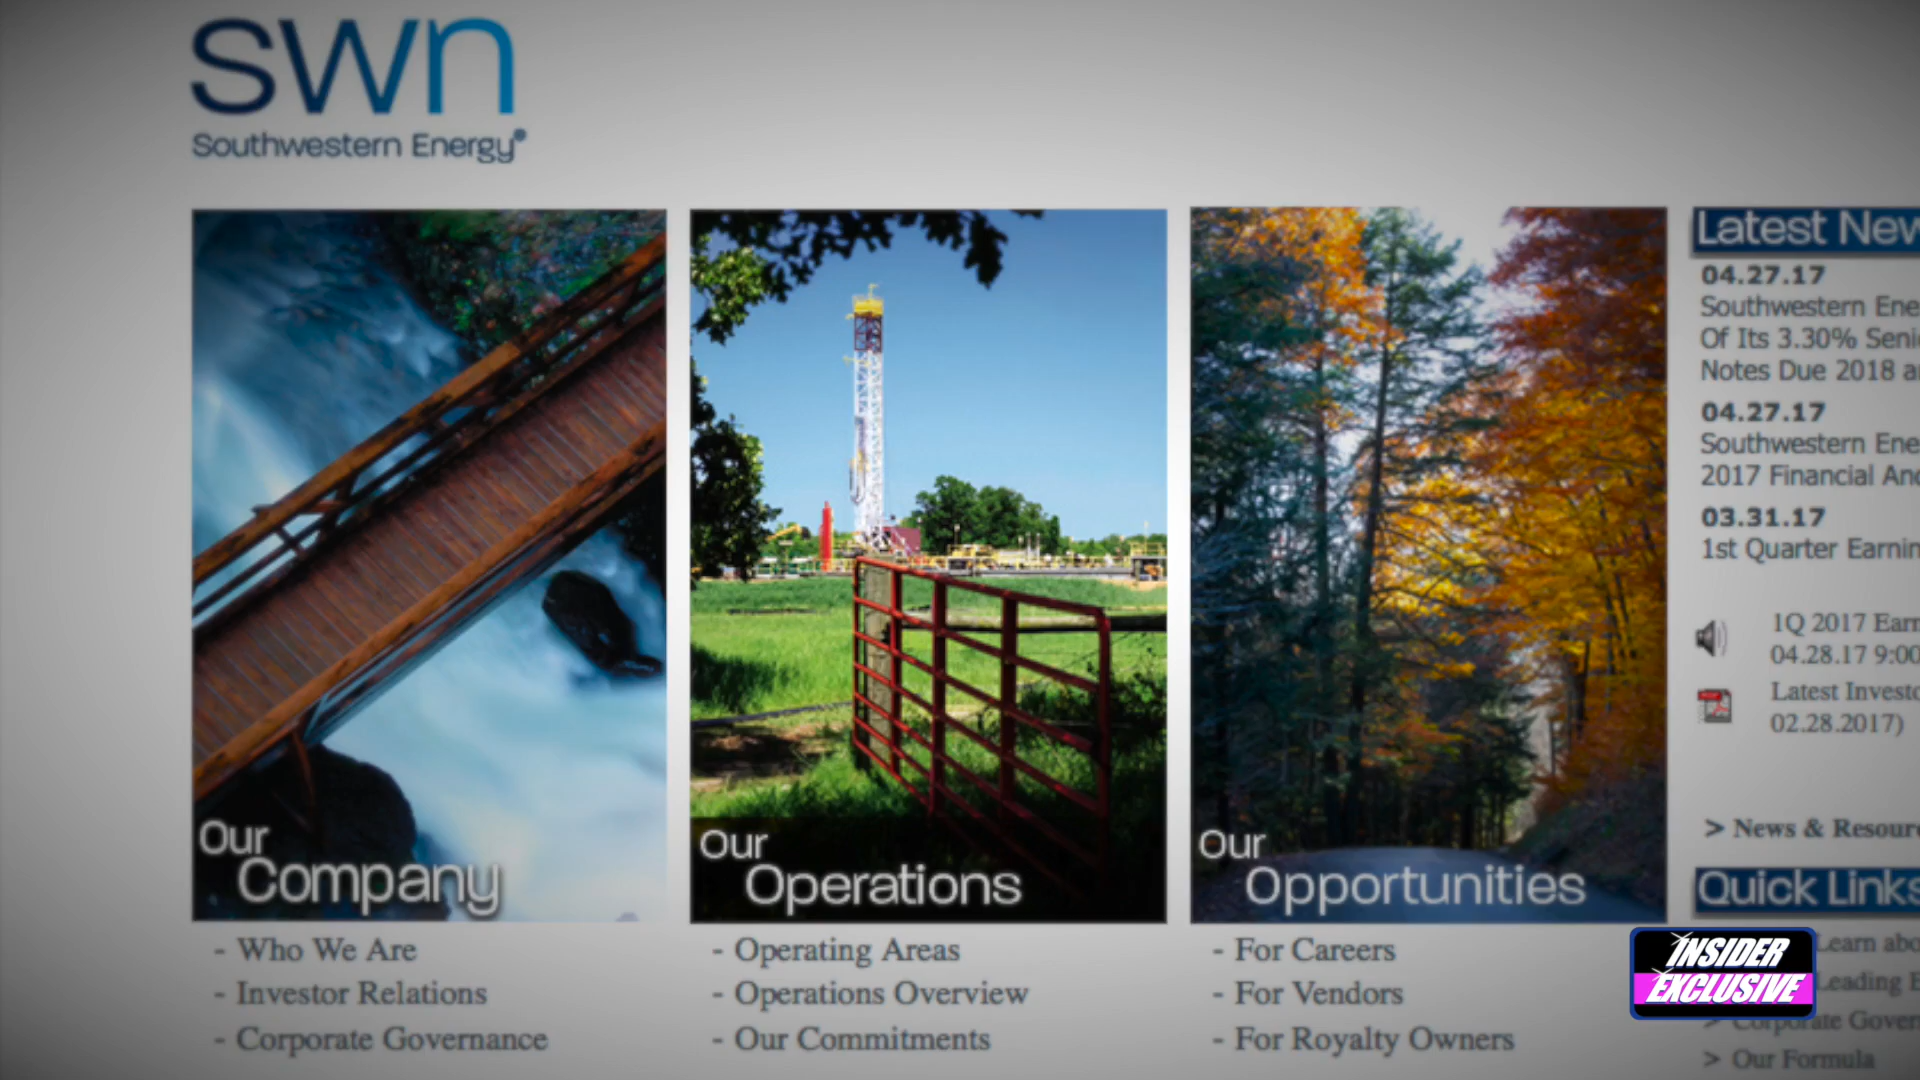 swn
Southwestern Energy®
Our
Company
- Who We Are
- Investor Relations
- Corporate Governance
Our
Operations
- Operating Areas
- Operations Overview
- Our Commitments
Our
Opportunities
- For Careers
- For Vendors
- For Royalty Owners
Latest New
04.27.17
Southwestern Ene
Of Its 3.30% Seni
Notes Due 2018 a
04.27.17
Southwestern Ene
2017 Financial An
03.31.17
1st Quarter Earnin
1Q 2017 Earn
04.28.17 9:00
Latest Investo
02.28.2017)
> News & Resour
Quick Links
Learn abo
Leading E
> Corporate Gover
> Our Formula
INSIDER
EXCLUSIVE